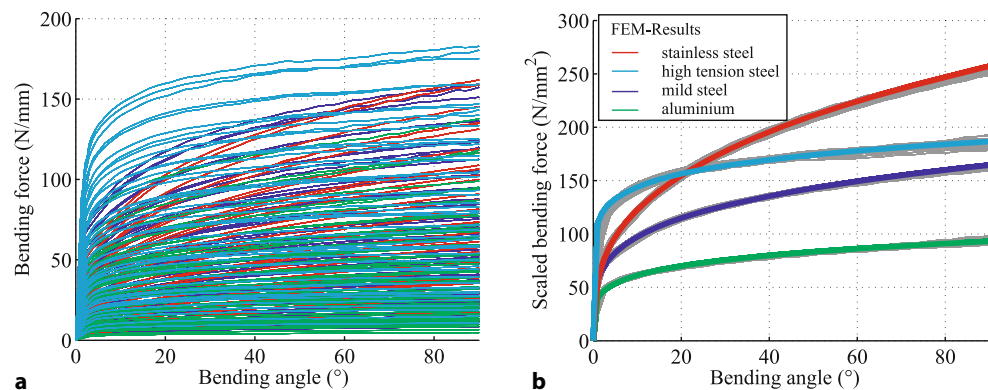 200
150
100
50
0
0
20
40
60
80
Bending force (N/mm)
Bending angle (°)
a
300
250
200
150
100
50
0
0
20
40
60
80
Scaled bending force (N/mm²)
Bending angle (°)
FEM-Results
stainless steel
high tension steel
mild steel
aluminium
b